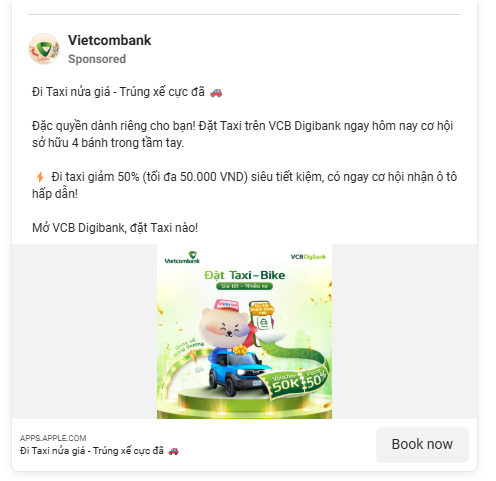 Vietcombank
Sponsored
Đi Taxi nửa giá - Trúng xế cực đã 🚗
Đặc quyền dành riêng cho bạn! Đặt Taxi trên VCB Digibank ngay hôm nay cơ hội
sở hữu 4 bánh trong tầm tay.
⚡ Đi taxi giảm 50% (tối đa 50.000 VND) siêu tiết kiệm, có ngay cơ hội nhận ô tô
hấp dẫn!
Mở VCB Digibank, đặt Taxi nào!
Vietcombank
VCBDigibank
Đặt Taxi-Bike
Giá tốt - Nhiều xe
Voucher
50K
50%
APPS.APPLE.COM
Đi Taxi nửa giá - Trúng xế cực đã 🚗
Book now